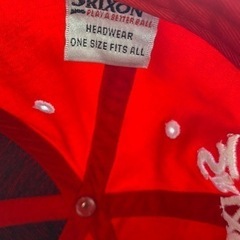 SRIXON
PLAY A BETTER BALL
HEADWEAR
ONE SIZE FITS ALL